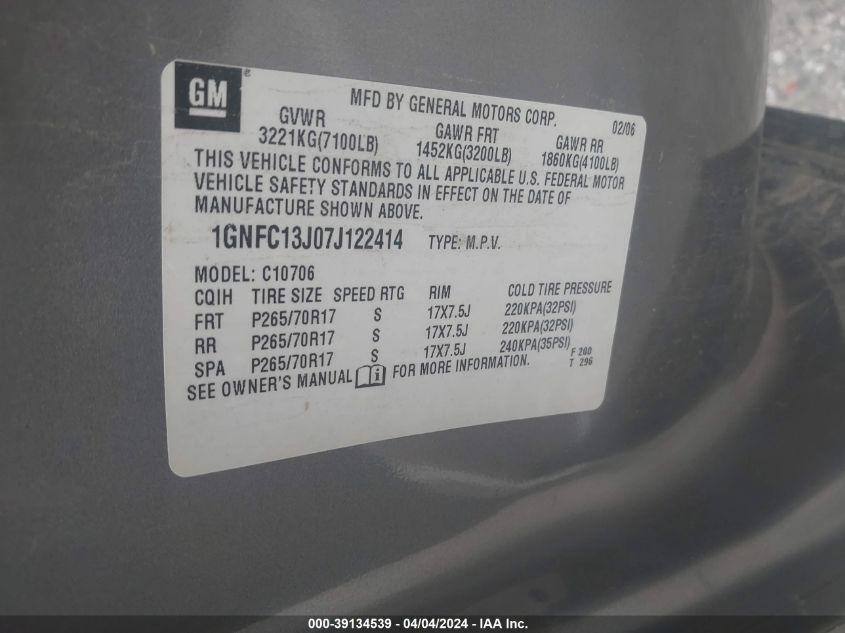 GM
MFD BY GENERAL MOTORS CORP. 02/06
GVWR GAWR FRT GAWR RR
3221KG(7100LB) 1452KG(3200LB) 1860KG(4100LB)
THIS VEHICLE CONFORMS TO ALL APPLICABLE U.S. FEDERAL MOTOR
VEHICLE SAFETY STANDARDS IN EFFECT ON THE DATE OF
MANUFACTURE SHOWN ABOVE.
1GNFC13J07J122414 TYPE: M.P.V.
MODEL: C10706
CQIH TIRE SIZE SPEED RTG RIM COLD TIRE PRESSURE
FRT P265/70R17 S 17X7.5J 220KPA(32PSI)
RR P265/70R17 S 17X7.5J 220KPA(32PSI)
SPA P265/70R17 S 17X7.5J 240KPA(35PSI)
SEE OWNER'S MANUAL FOR MORE INFORMATION.
F 200
T 296
000-39134539 - 04/04/2024 - IAA Inc.